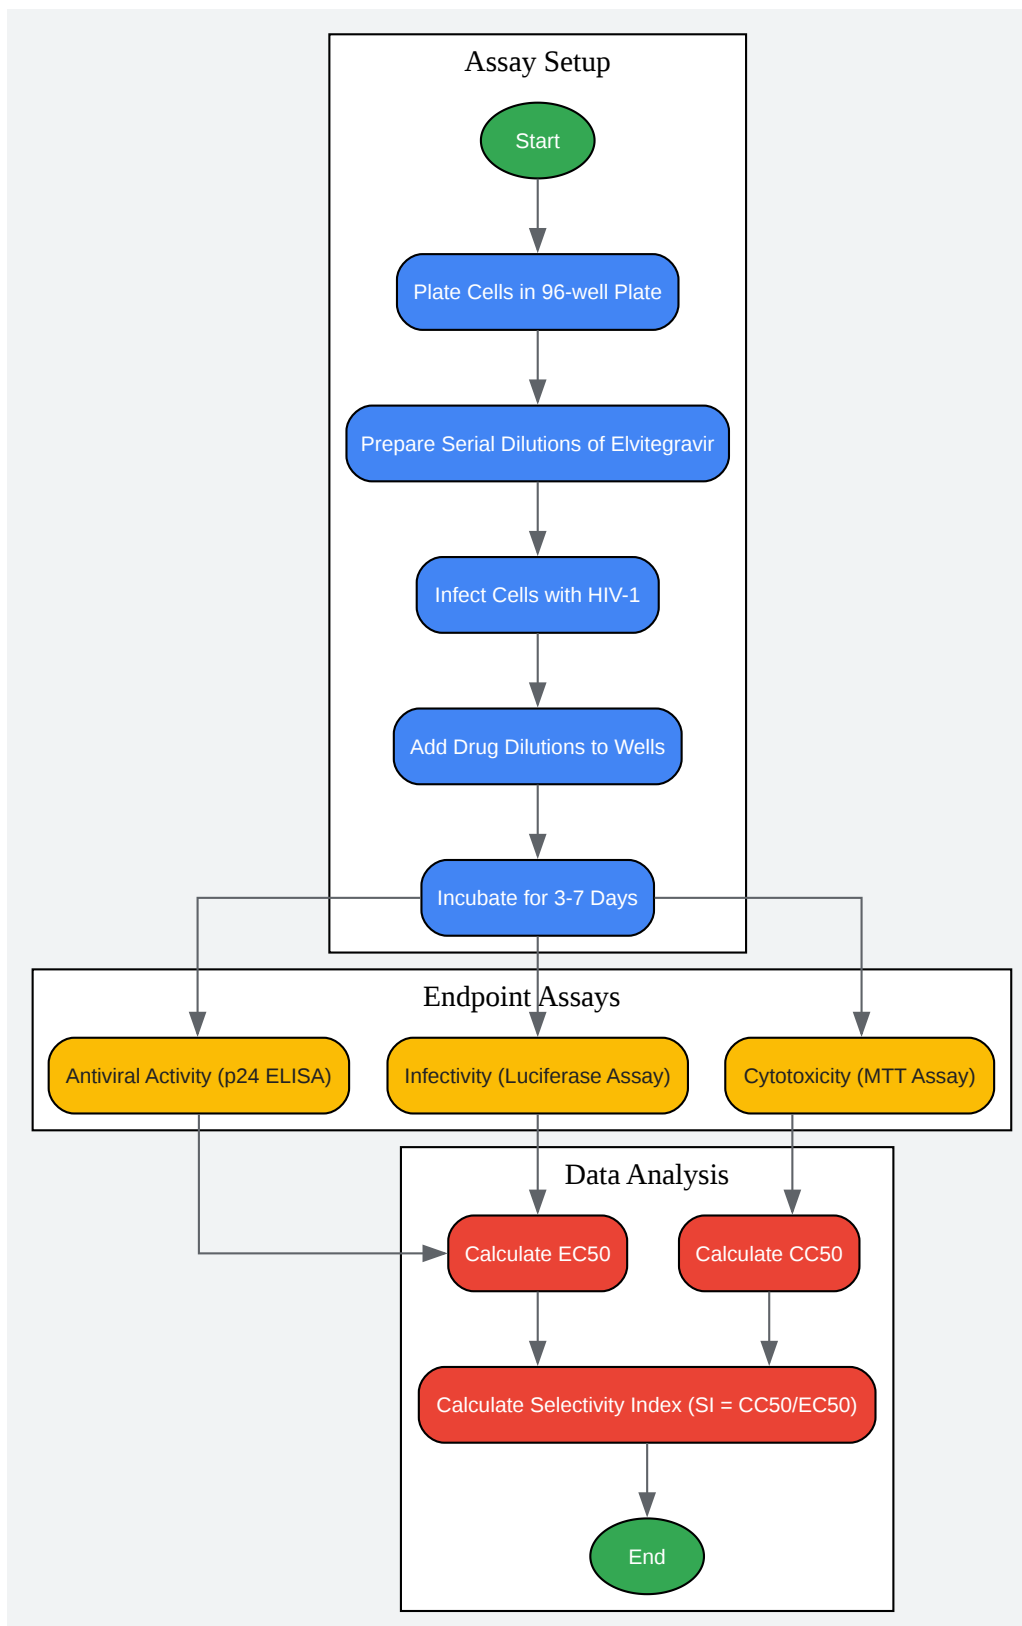 Assay Setup
Start
Plate Cells in 96-well Plate
Prepare Serial Dilutions of Elvitegravir
Infect Cells with HIV-1
Add Drug Dilutions to Wells
Incubate for 3-7 Days
Endpoint Assays
Antiviral Activity (p24 ELISA)
Infectivity (Luciferase Assay)
Cytotoxicity (MTT Assay)
Data Analysis
Calculate EC50
Calculate CC50
Calculate Selectivity Index (SI = CC50/EC50)
End